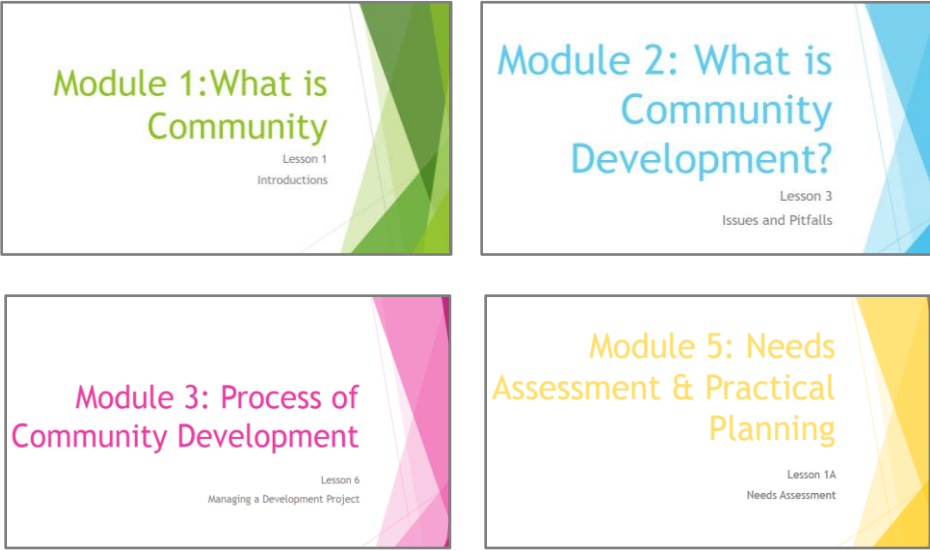 Module 1:What is
Community
Lesson 1
Introductions
Module 2: What is
Community
Development?
Lesson 3
Issues and Pitfalls
Module 3: Process of
Community Development
Lesson 6
Managing a Development Project
Module 5: Needs
Assessment & Practical
Planning
Lesson 1A
Needs Assessment